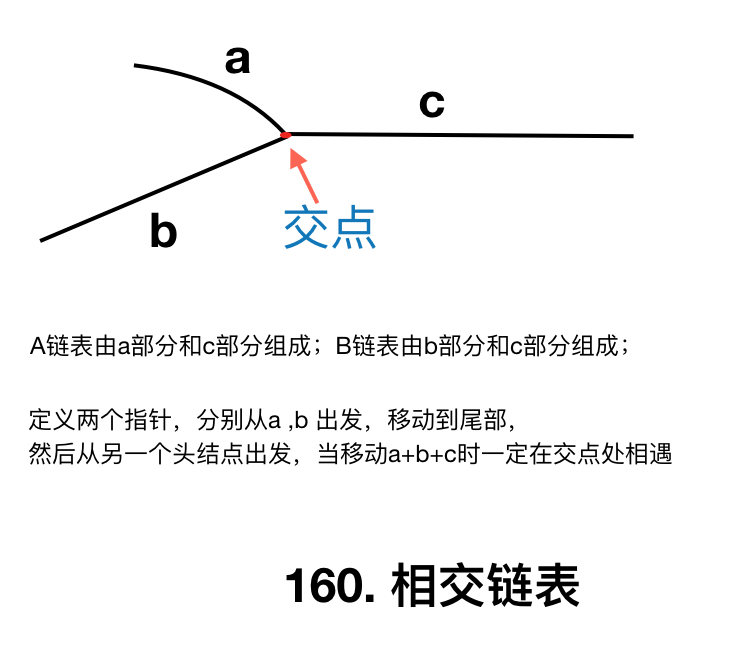 a
c
b
交点
A链表由a部分和c部分组成；B链表由b部分和c部分组成；
定义两个指针，分别从a ,b 出发，移动到尾部，
然后从另一个头结点出发，当移动a+b+c时一定在交点处相遇
160. 相交链表